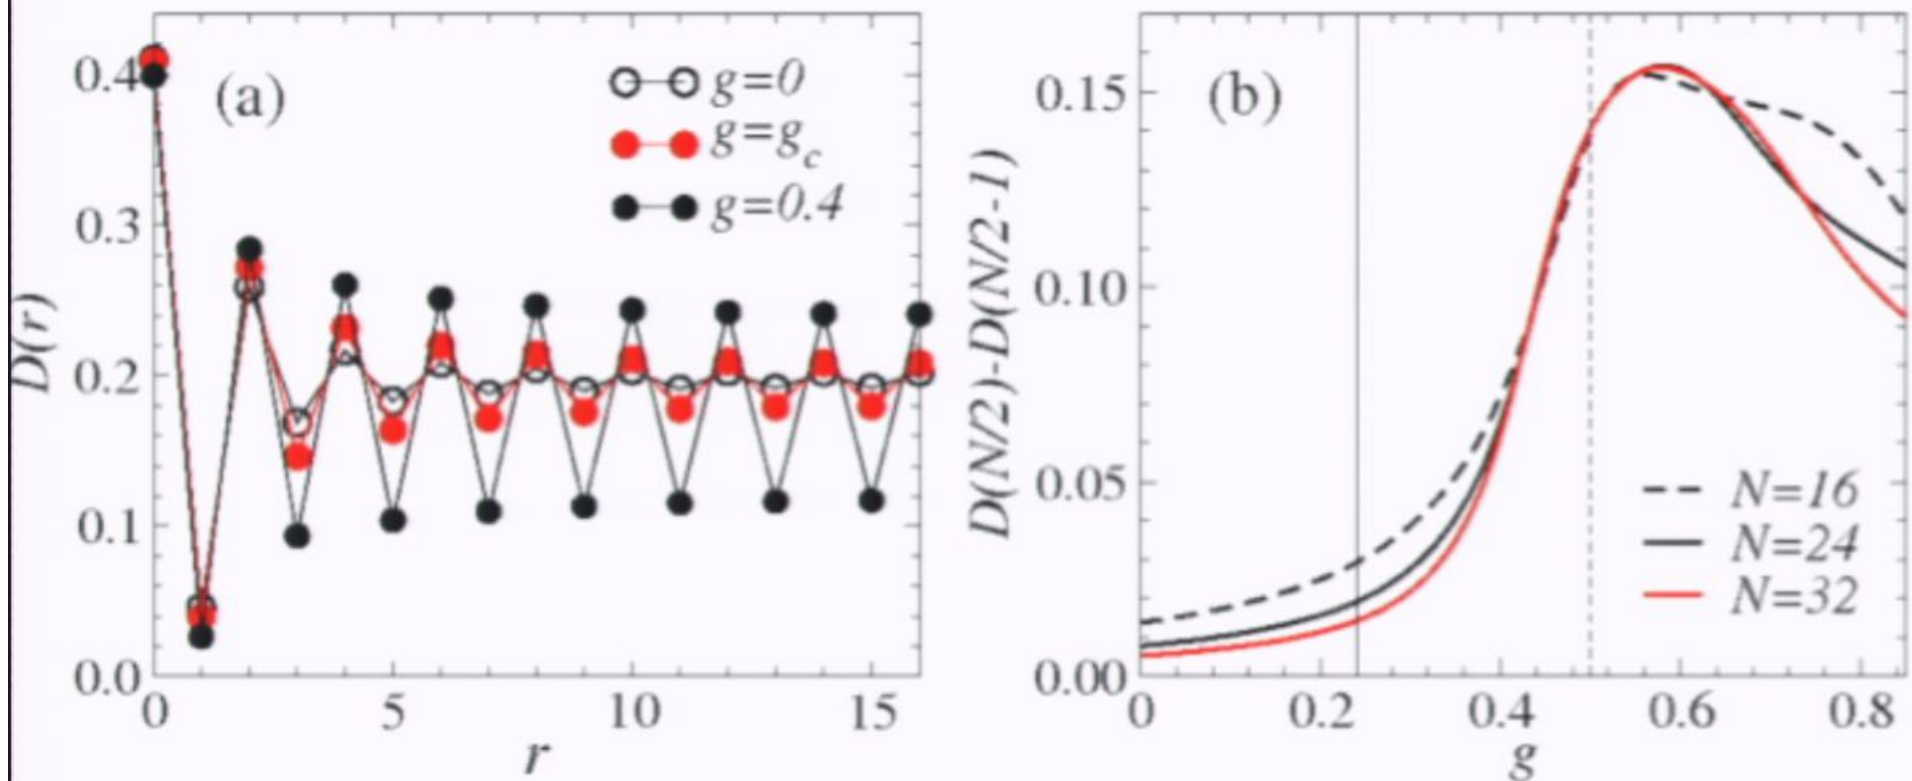 (a)
g=0
g=g_c
g=0.4
D(r)
0.4
0.3
0.2
0.1
0.0
0 5 10 15
r
(b)
D(N/2)-D(N/2-1)
0.15
0.10
0.05
0.00
N=16
N=24
N=32
0 0.2 0.4 0.6 0.8
g